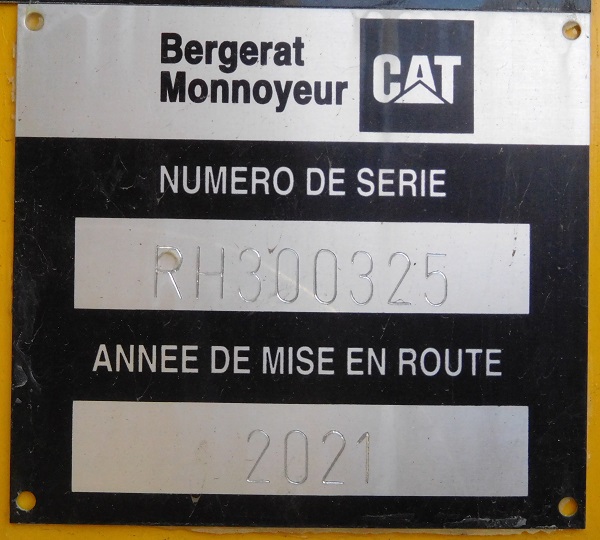 Bergerat
Monnoyeur
CAT
NUMERO DE SERIE
RH300325
ANNEE DE MISE EN ROUTE
2021